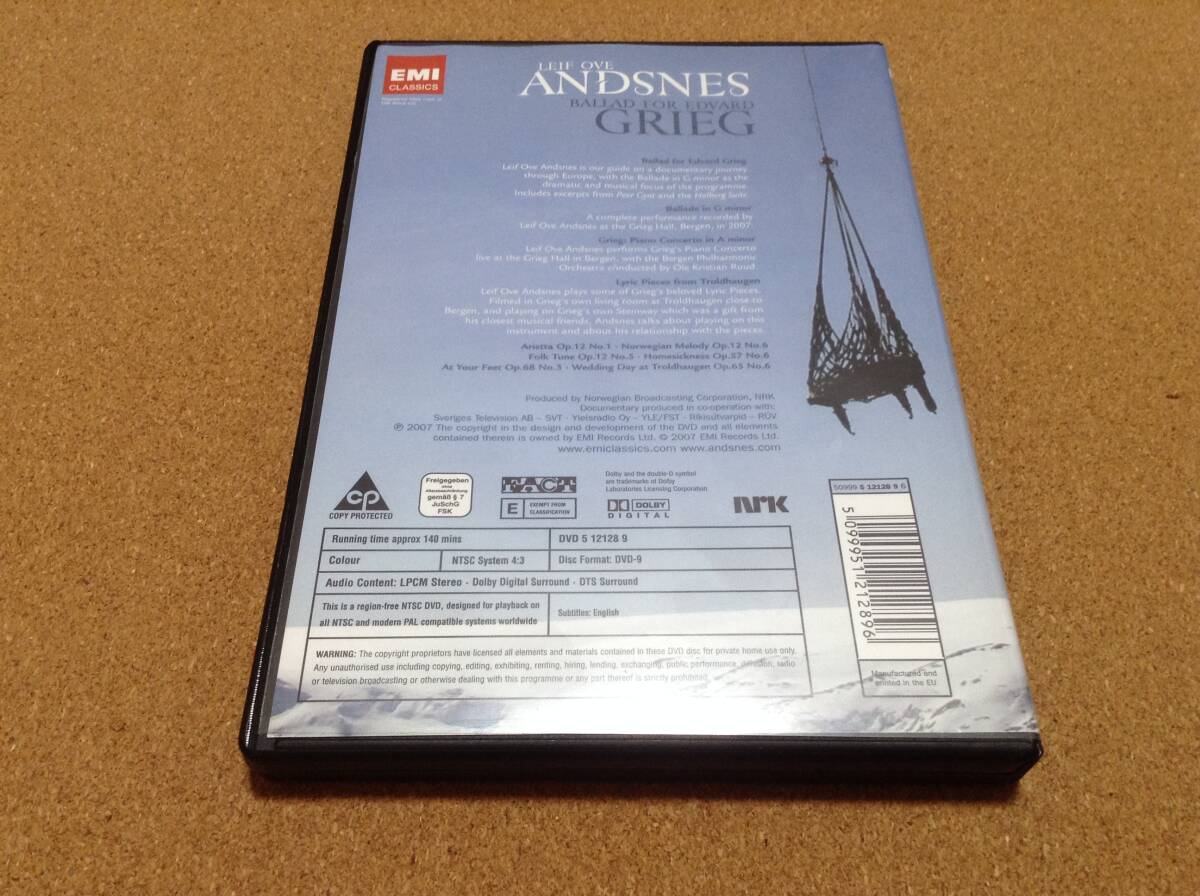 EMI
CLASSICS
LEIF OVE
ANDSNES
BALLAD FOR EDVARD
GRIEG
Ballad for Edvard Grieg
Leif Ove Andsnes is our guide on a documentary journey
through Europe, with the Ballade in G minor as the
dramatic and musical focus of the programme.
Includes excerpts from Peer Gynt and the Holberg Suite.
Ballade in G minor
A complete performance recorded by
Leif Ove Andsnes at the Grieg Hall, Bergen, in 2007.
Grieg: Piano Concerto in A minor
Leif Ove Andsnes performs Grieg's Piano Concerto
live at the Grieg Hall in Bergen, with the Bergen Philharmonic
Orchestra conducted by Ole Kristian Ruud
Lyric Pieces from Troldhaugen
Leif Ove Andsnes plays some of Grieg's beloved Lyric Pieces.
Filmed in Grieg's own living room at Troldhaugen close to
Bergen, and playing on Grieg's own Steinway which was a gift from
his closest musical friends, Andsnes talks about playing on this
instrument and about his relationship with the pieces.
Arietta Op.12 No.1 · Norwegian Melody Op.12 No.6
Folk Tune Op.12 No.5 · Homesickness Op.57 No.6
At Your Feet Op.68 No.3 · Wedding Day at Troldhaugen Op.65 No.6
Produced by Norwegian Broadcasting Corporation, NRK
Documentary produced in co-operation with:
Sveriges Television AB – SVT · Yleisradio Oy – YLE/FST · Ríkisútvarpid – RÚV
℗ 2007 The copyright in the design and development of the DVD and all elements
contained therein is owned by EMI Records Ltd. © 2007 EMI Records Ltd.
www.emiclassics.com www.andsnes.com
cp
COPY PROTECTED
Freigegeben
ohne
Altersbeschränkung
gemäß § 7
JuSchG
FSK
FACT
E EXEMPT FROM
CLASSIFICATION
Dolby and the double-D symbol
are trademarks of Dolby
Laboratories Licensing Corporation
DOLBY
DIGITAL
NRK
50999 5 12128 9 6
5 099951 212896
Manufactured and
printed in the EU
Running time approx 140 mins
DVD 5 12128 9
Colour
NTSC System 4:3
Disc Format: DVD-9
Audio Content: LPCM Stereo · Dolby Digital Surround · DTS Surround
This is a region-free NTSC DVD, designed for playback on
all NTSC and modern PAL compatible systems worldwide
Subtitles: English
WARNING: The copyright proprietors have licensed all elements and materials contained in these DVD disc for private home use only.
Any unauthorised use including copying, editing, exhibiting, renting, hiring, lending, exchanging, public performance, diffusion, radio
or television broadcasting or otherwise dealing with this programme or any part thereof is strictly prohibited.